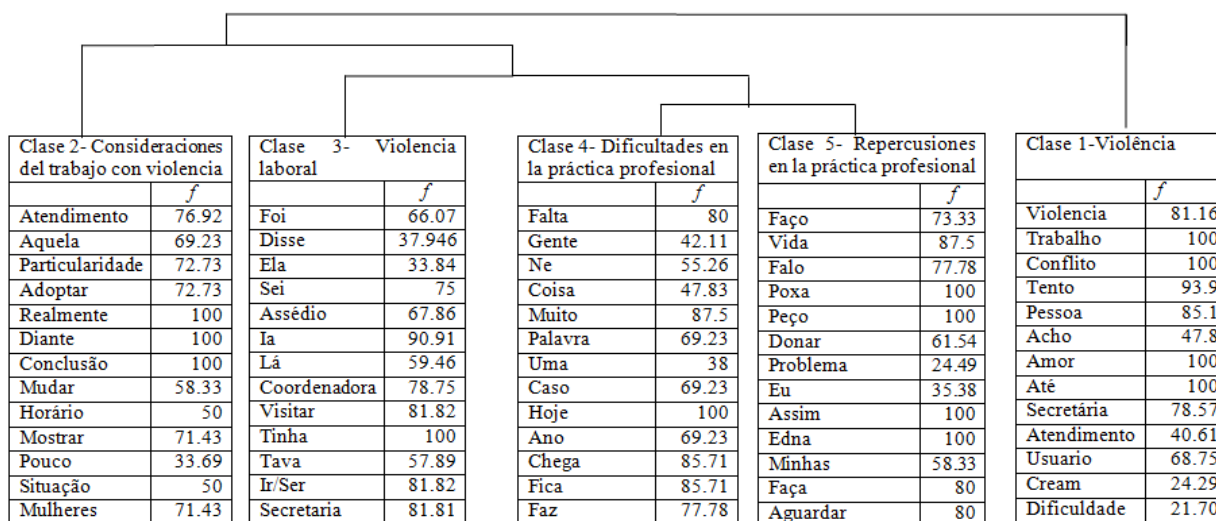 Clase 2- Consideraciones
del trabajo con violencia
f
Atendimento 76.92
Aquela 69.23
Particularidade 72.73
Adoptar 72.73
Realmente 100
Diante 100
Conclusão 100
Mudar 58.33
Horário 50
Mostrar 71.43
Pouco 33.69
Situação 50
Mulheres 71.43
Clase 3- Violencia
laboral
f
Foi 66.07
Disse 37.946
Ela 33.84
Sei 75
Assédio 67.86
Ia 90.91
Lá 59.46
Coordenadora 78.75
Visitar 81.82
Tinha 100
Tava 57.89
Ir/Ser 81.82
Secretaria 81.81
Clase 4- Dificultades en
la práctica profesional
f
Falta 80
Gente 42.11
Ne 55.26
Coisa 47.83
Muito 87.5
Palavra 69.23
Uma 38
Caso 69.23
Hoje 100
Ano 69.23
Chega 85.71
Fica 85.71
Faz 77.78
Clase 5- Repercusiones
en la práctica profesional
f
Faço 73.33
Vida 87.5
Falo 77.78
Poxa 100
Peço 100
Donar 61.54
Problema 24.49
Eu 35.38
Assim 100
Edna 100
Minhas 58.33
Faça 80
Aguardar 80
Clase 1-Violência
f
Violencia 81.16
Trabalho 100
Conflito 100
Tento 93.9
Pessoa 85.1
Acho 47.8
Amor 100
Até 100
Secretária 78.57
Atendimento 40.61
Usuario 68.75
Cream 24.29
Dificuldade 21.70